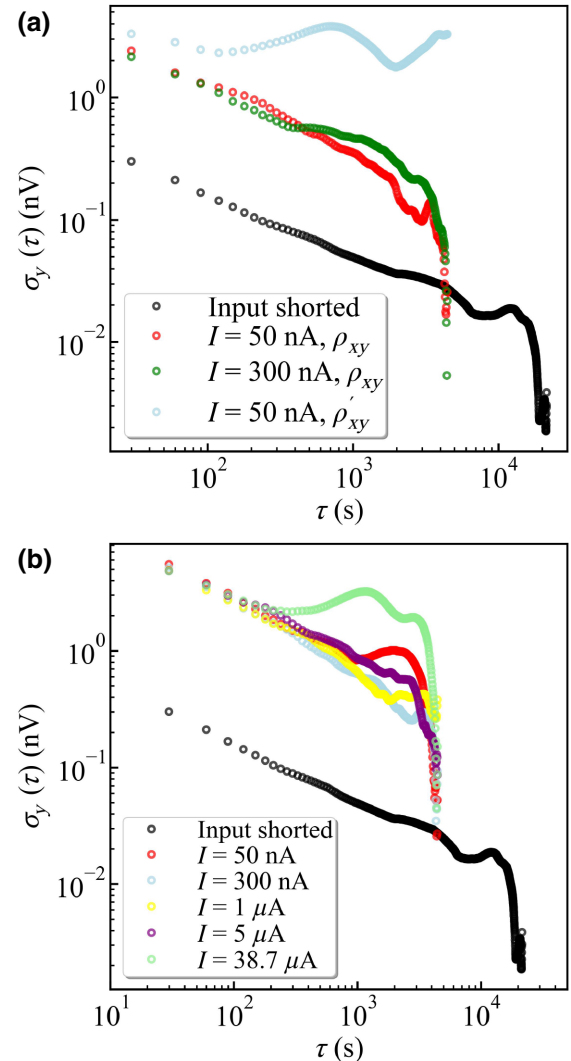 (a)
σ_y (τ) (nV)
10^0
10^−1
10^−2
Input shorted
I = 50 nA, ρ_xy
I = 300 nA, ρ_xy
I = 50 nA, ρ′_xy
10^2
10^3
10^4
τ (s)
(b)
σ_y (τ) (nV)
10^0
10^−1
10^−2
Input shorted
I = 50 nA
I = 300 nA
I = 1 μA
I = 5 μA
I = 38.7 μA
10^1
10^2
10^3
10^4
τ (s)